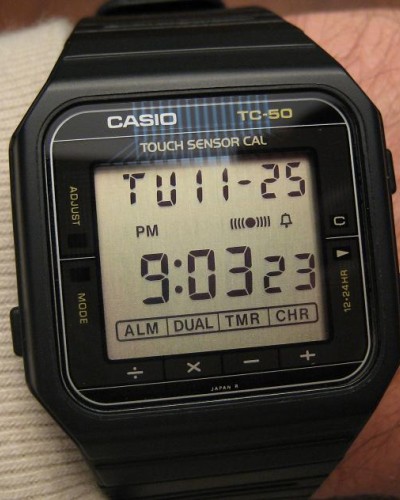 CASIO TC-50
TOUCH SENSOR CAL
TU 11-25
ADJUST
PM
C
9:03 23
MODE
12·24HR
ALM DUAL TMR CHR
÷ × − +
JAPAN R